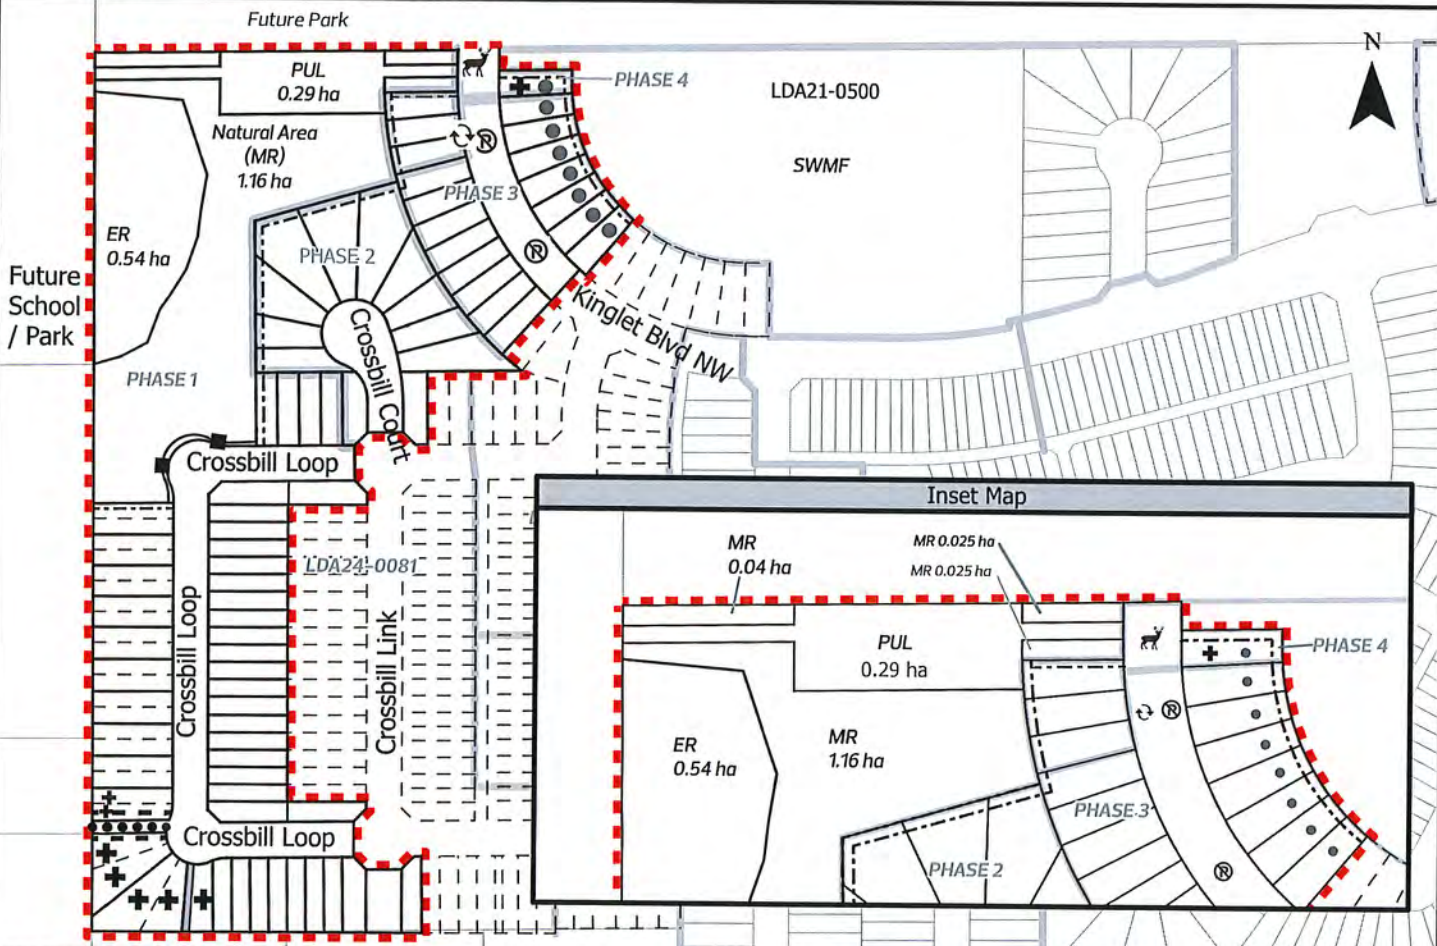 Future Park
N
PUL
0.29 ha
PHASE 4
LDA21-0500
Natural Area
(MR)
1.16 ha
SWMF
PHASE 3
ER
0.54 ha
PHASE 2
Future
School
/ Park
Kinglet Blvd NW
Crossbill Court
PHASE 1
Crossbill Loop
Inset Map
LDA24-0081
Crossbill Loop
Crossbill Link
Crossbill Loop
MR
0.04 ha
MR 0.025 ha
MR 0.025 ha
PUL
0.29 ha
PHASE 4
ER
0.54 ha
MR
1.16 ha
PHASE 3
PHASE 2